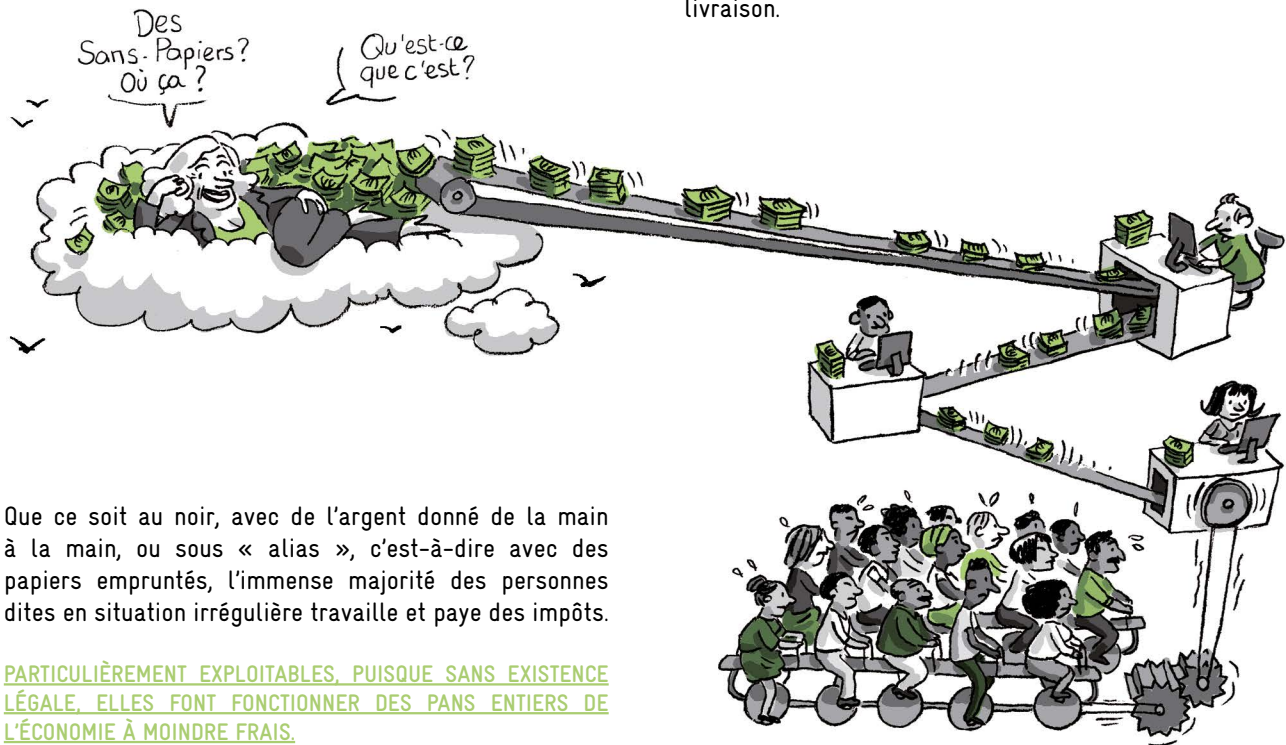 livraison.
Des
Sans-Papiers?
Où ça ?
Qu'est-ce
que c'est?
Que ce soit au noir, avec de l'argent donné de la main
à la main, ou sous « alias », c'est-à-dire avec des
papiers empruntés, l'immense majorité des personnes
dites en situation irrégulière travaille et paye des impôts.
PARTICULIÈREMENT EXPLOITABLES, PUISQUE SANS EXISTENCE
LÉGALE, ELLES FONT FONCTIONNER DES PANS ENTIERS DE
L'ÉCONOMIE À MOINDRE FRAIS.